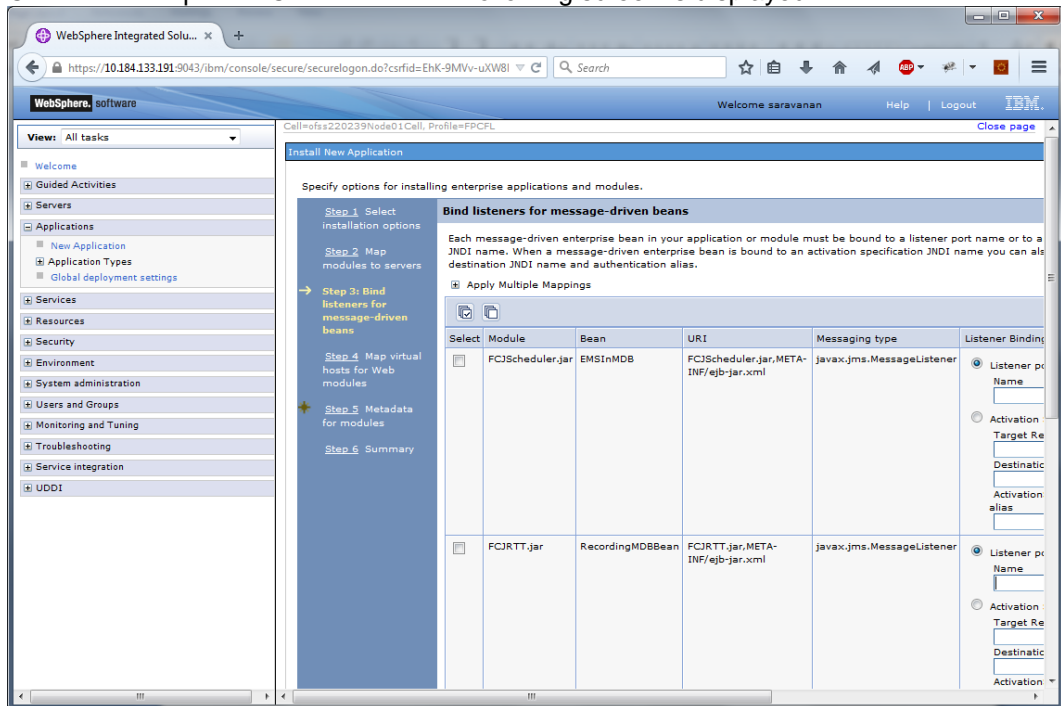 WebSphere Integrated Solu... × +
https://10.184.133.191:9043/ibm/console/secure/securelogon.do?csrfid=EhK-9MVv-uXW8I
Search
ABP
WebSphere. software
Welcome saravanan
Help | Logout
IBM.
View: All tasks
Cell=ofss220239Node01Cell, Profile=FPCFL
Close page
Welcome
Guided Activities
Servers
Applications
New Application
Application Types
Global deployment settings
Services
Resources
Security
Environment
System administration
Users and Groups
Monitoring and Tuning
Troubleshooting
Service integration
UDDI
Install New Application
Specify options for installing enterprise applications and modules.
Step 1 Select
installation options
Step 2 Map
modules to servers
Step 3: Bind
listeners for
message-driven
beans
Step 4 Map virtual
hosts for Web
modules
Step 5 Metadata
for modules
Step 6 Summary
Bind listeners for message-driven beans
Each message-driven enterprise bean in your application or module must be bound to a listener port name or to a
JNDI name. When a message-driven enterprise bean is bound to an activation specification JNDI name you can als
destination JNDI name and authentication alias.
Apply Multiple Mappings
Select Module Bean URI Messaging type Listener Binding
FCJScheduler.jar EMSInMDB FCJScheduler.jar,META-
INF/ejb-jar.xml
javax.jms.MessageListener
Listener po
Name
Activation
Target Re
Destinatic
Activation
alias
FCJRTT.jar RecordingMDBBean FCJRTT.jar,META-
INF/ejb-jar.xml
javax.jms.MessageListener
Listener po
Name
Activation
Target Re
Destinatic
Activation